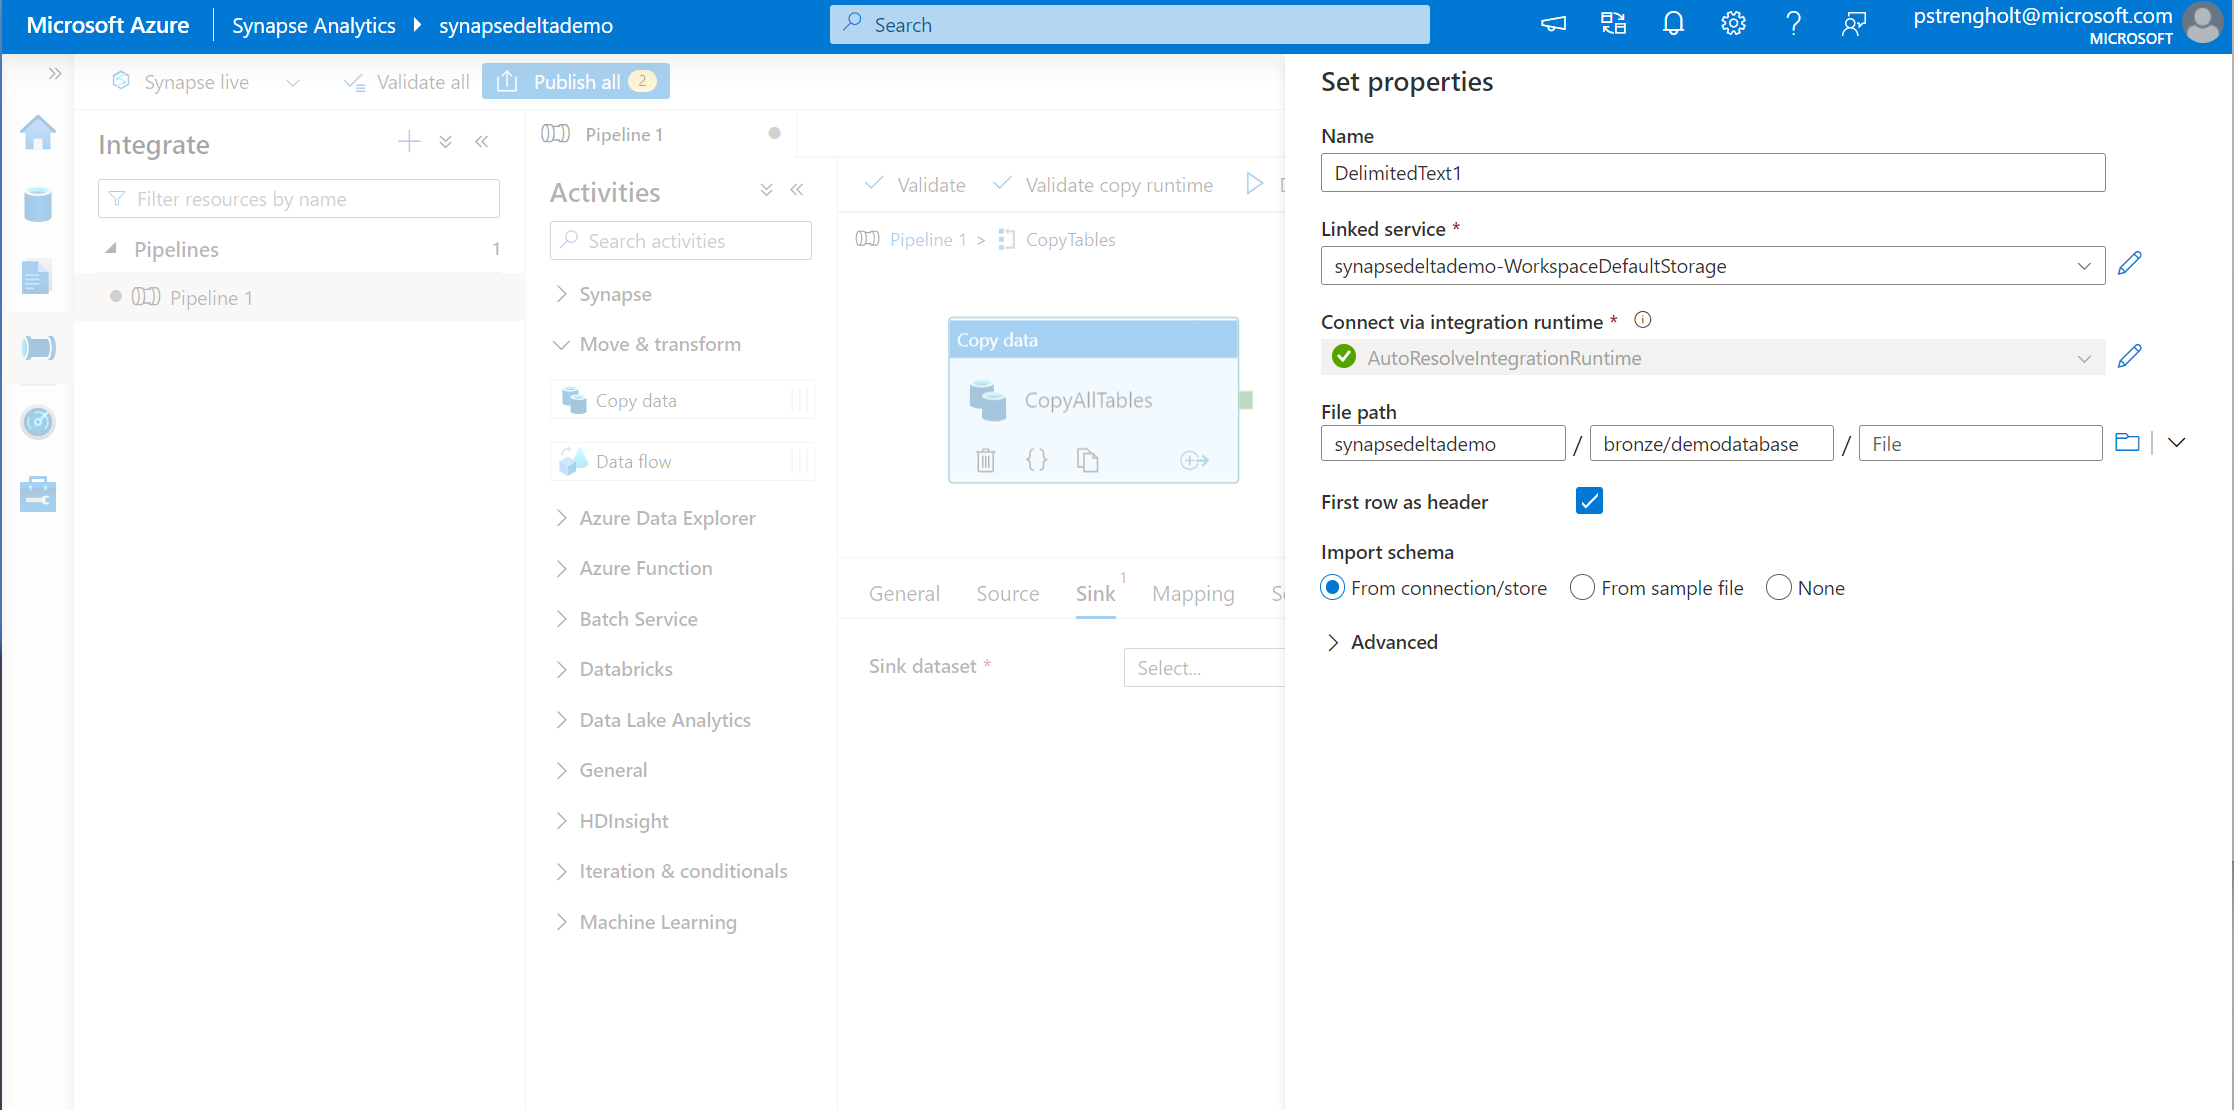 Microsoft Azure
Synapse Analytics
synapsedeltademo
Search
pstrengholt@microsoft.com
MICROSOFT
Synapse live
Validate all
Publish all 2
Integrate
Filter resources by name
Pipelines 1
Pipeline 1
Pipeline 1
Activities
Search activities
Synapse
Move & transform
Copy data
Data flow
Azure Data Explorer
Azure Function
Batch Service
Databricks
Data Lake Analytics
General
HDInsight
Iteration & conditionals
Machine Learning
Validate
Validate copy runtime
Pipeline 1 > CopyTables
Copy data
CopyAllTables
General
Source
Sink 1
Mapping
Sink dataset *
Select...
Set properties
Name
DelimitedText1
Linked service *
synapsedeltademo-WorkspaceDefaultStorage
Connect via integration runtime *
AutoResolveIntegrationRuntime
File path
synapsedeltademo / bronze/demodatabase / File
First row as header
Import schema
From connection/store
From sample file
None
Advanced